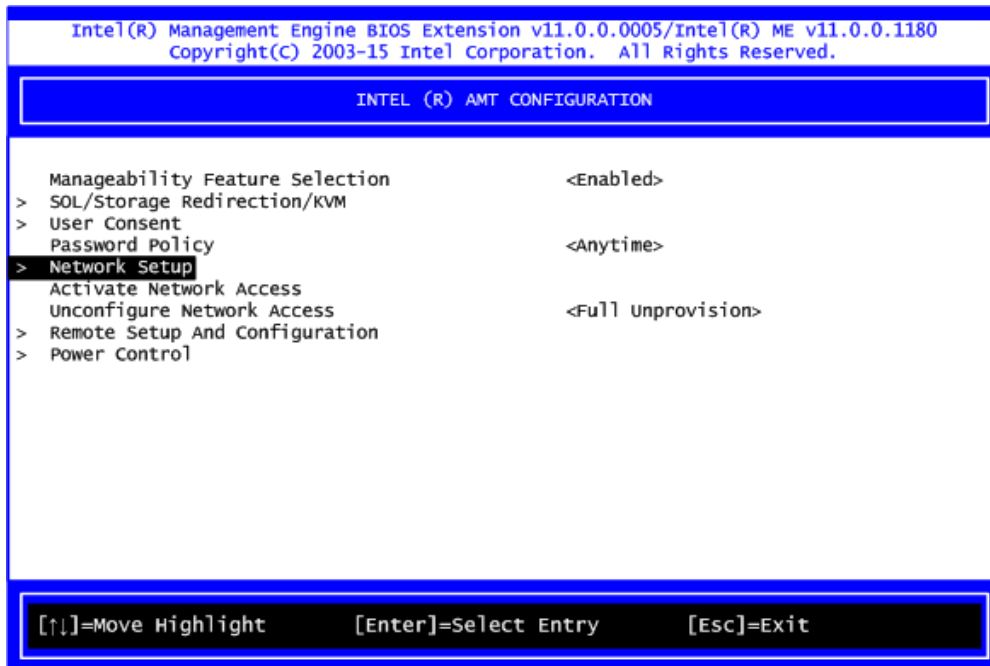 Intel(R) Management Engine BIOS Extension v11.0.0.0005/Intel(R) ME v11.0.0.1180
Copyright(C) 2003-15 Intel Corporation. All Rights Reserved.
INTEL (R) AMT CONFIGURATION
Manageability Feature Selection <Enabled>
> SOL/Storage Redirection/KVM
> User Consent
Password Policy <Anytime>
> Network Setup
Activate Network Access
Unconfigure Network Access <Full Unprovision>
> Remote Setup And Configuration
> Power Control
[↑↓]=Move Highlight [Enter]=Select Entry [Esc]=Exit